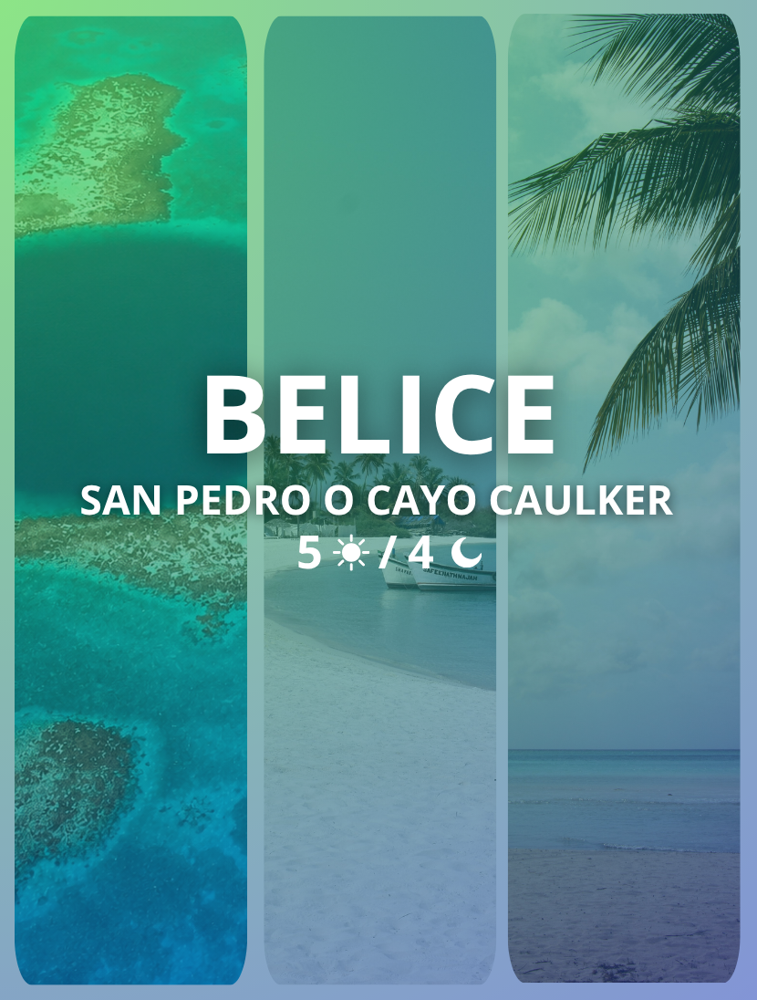 BELICE
SAN PEDRO O CAYO CAULKER
5 ☀ / 4 ☾